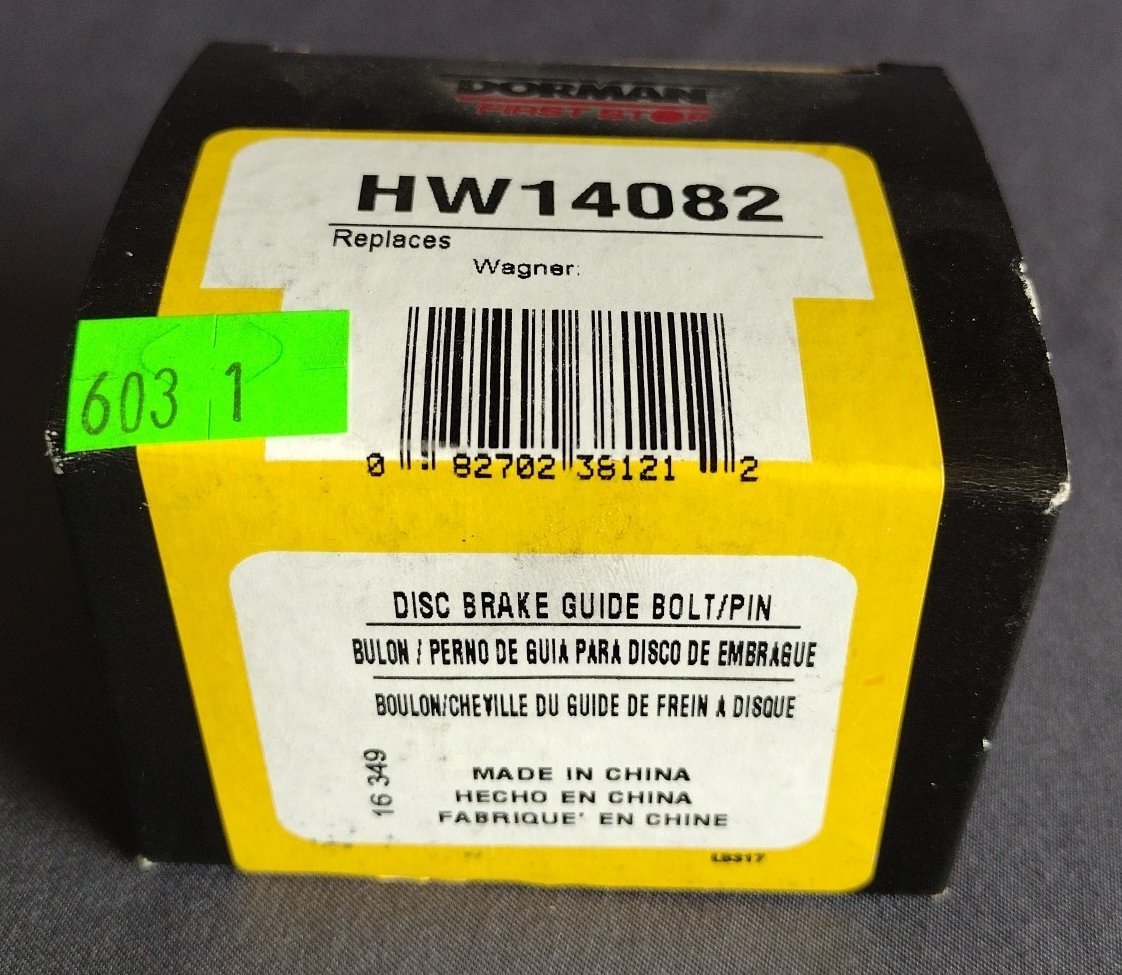 DORMAN
FIRST STOP
HW14082
Replaces
Wagner:
603 1
0 82702 38121 2
DISC BRAKE GUIDE BOLT/PIN
BULON / PERNO DE GUIA PARA DISCO DE EMBRAGUE
BOULON/CHEVILLE DU GUIDE DE FREIN A DISQUE
16 349
MADE IN CHINA
HECHO EN CHINA
FABRIQUE' EN CHINE
LB317